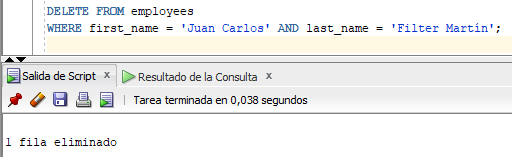 DELETE FROM employees
WHERE first_name = 'Juan Carlos' AND last_name = 'Filter Martín';
Salida de Script x Resultado de la Consulta x
Tarea terminada en 0,038 segundos
1 fila eliminado